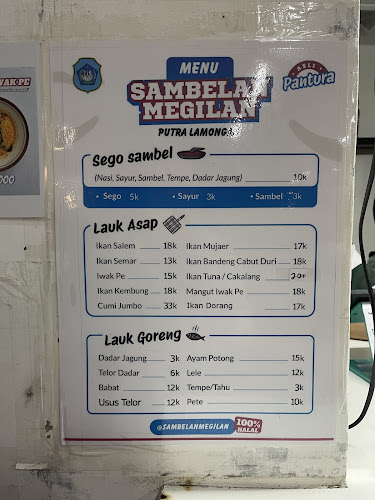 MENU
SAMBELAN
MEGILAN
PUTRA LAMONGAN
ASLI
Pantura
WAK PE
000
Sego sambel
(Nasi, Sayur, Sambel, Tempe, Dadar Jagung) 10k
• Sego 5k • Sayur 3k • Sambel 3k
Lauk Asap
Ikan Salem 18k Ikan Mujaer 17k
Ikan Semar 13k Ikan Bandeng Cabut Duri 18k
Iwak Pe 15k Ikan Tuna / Cakalang
Ikan Kembung 18k Mangut Iwak Pe 18k
Cumi Jumbo 33k Ikan Dorang 17k
Lauk Goreng
Dadar Jagung 3k Ayam Potong 15k
Telor Dadar 6k Lele 12k
Babat 12k Tempe/Tahu 3k
Usus Telor 12k Pete 10k
@SAMBELANMEGILAN 100% HALAL